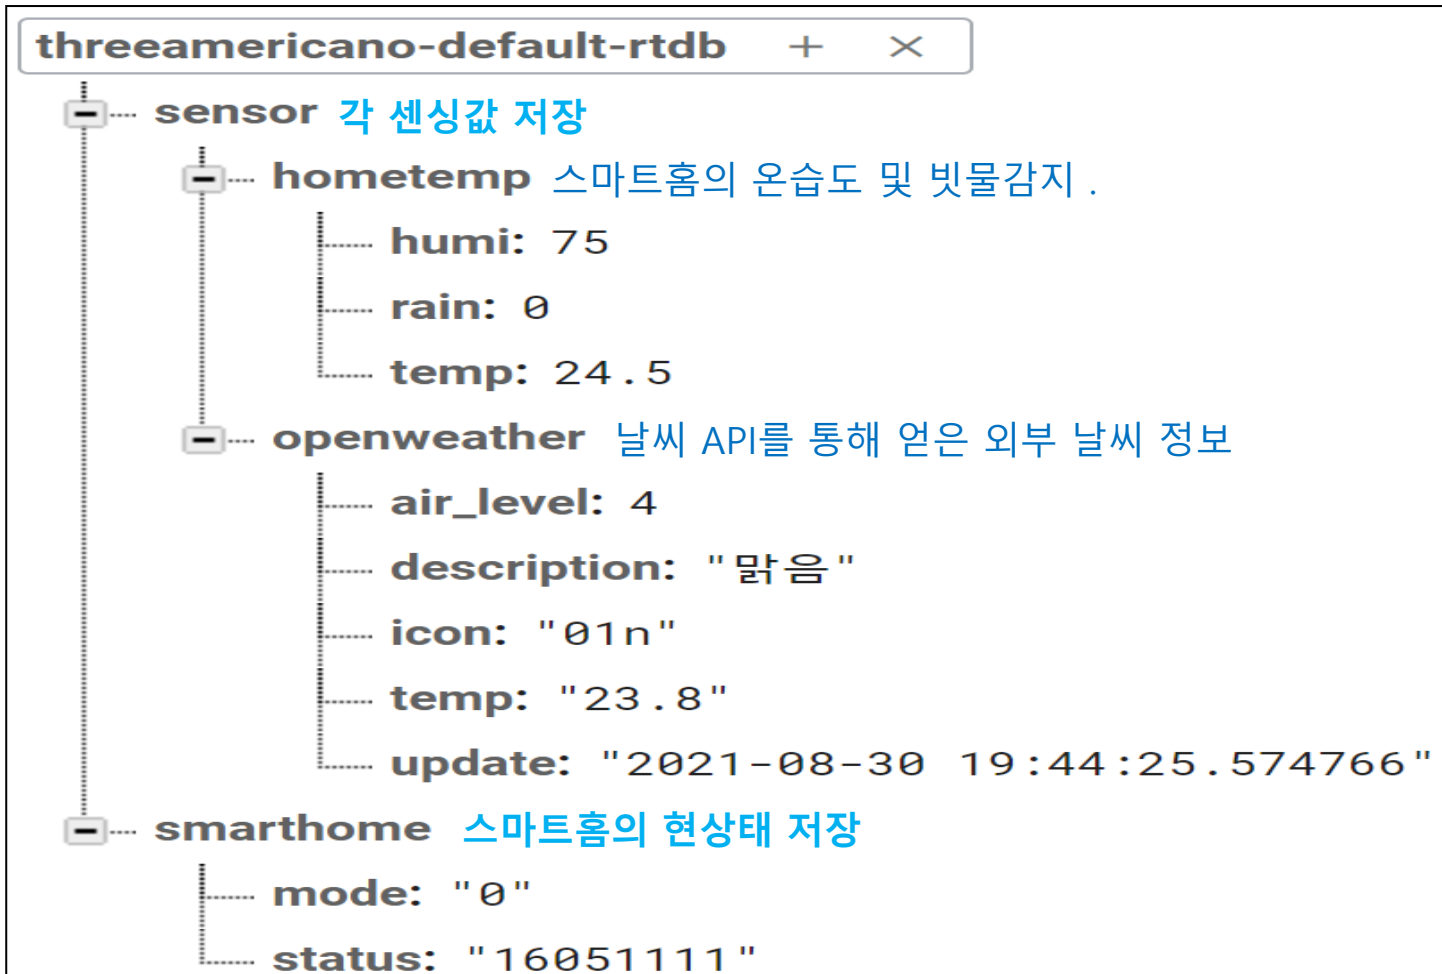 threeamericano-default-rtdb + ×
sensor 각 센싱값 저장
hometemp 스마트홈의 온습도 및 빗물감지 .
humi: 75
rain: 0
temp: 24.5
openweather 날씨 API를 통해 얻은 외부 날씨 정보
air_level: 4
description: "맑음"
icon: "01n"
temp: "23.8"
update: "2021-08-30 19:44:25.574766"
smarthome 스마트홈의 현상태 저장
mode: "0"
status: "16051111"